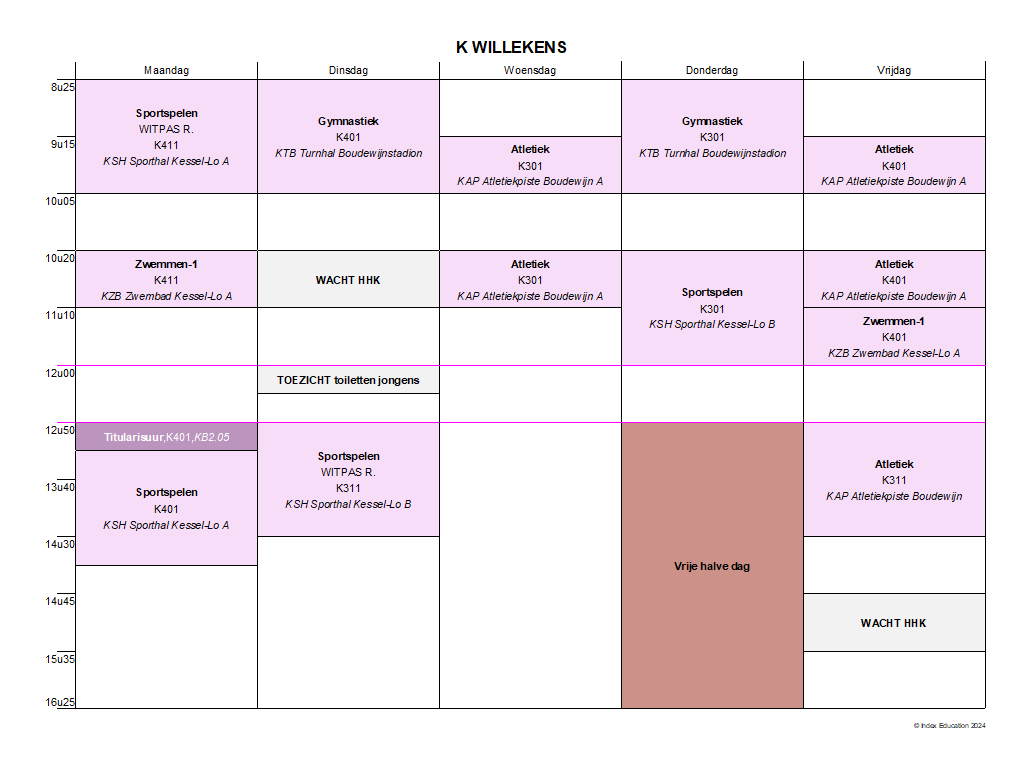 K WILLEKENS
Maandag
Dinsdag
Woensdag
Donderdag
Vrijdag
8u25
9u15
10u05
10u20
11u10
12u00
12u50
13u40
14u30
14u45
15u35
16u25
Sportspelen
WITPAS R.
K411
KSH Sporthal Kessel-Lo A
Zwemmen-1
K411
KZB Zwembad Kessel-Lo A
Titularisuur,K401,KB2.05
Sportspelen
K401
KSH Sporthal Kessel-Lo A
Gymnastiek
K401
KTB Turnhal Boudewijnstadion
WACHT HHK
TOEZICHT toiletten jongens
Sportspelen
WITPAS R.
K311
KSH Sporthal Kessel-Lo B
Atletiek
K301
KAP Atletiekpiste Boudewijn A
Atletiek
K301
KAP Atletiekpiste Boudewijn A
Gymnastiek
K301
KTB Turnhal Boudewijnstadion
Sportspelen
K301
KSH Sporthal Kessel-Lo B
Vrije halve dag
Atletiek
K401
KAP Atletiekpiste Boudewijn A
Atletiek
K401
KAP Atletiekpiste Boudewijn A
Zwemmen-1
K401
KZB Zwembad Kessel-Lo A
Atletiek
K311
KAP Atletiekpiste Boudewijn
WACHT HHK
© Index Education 2024